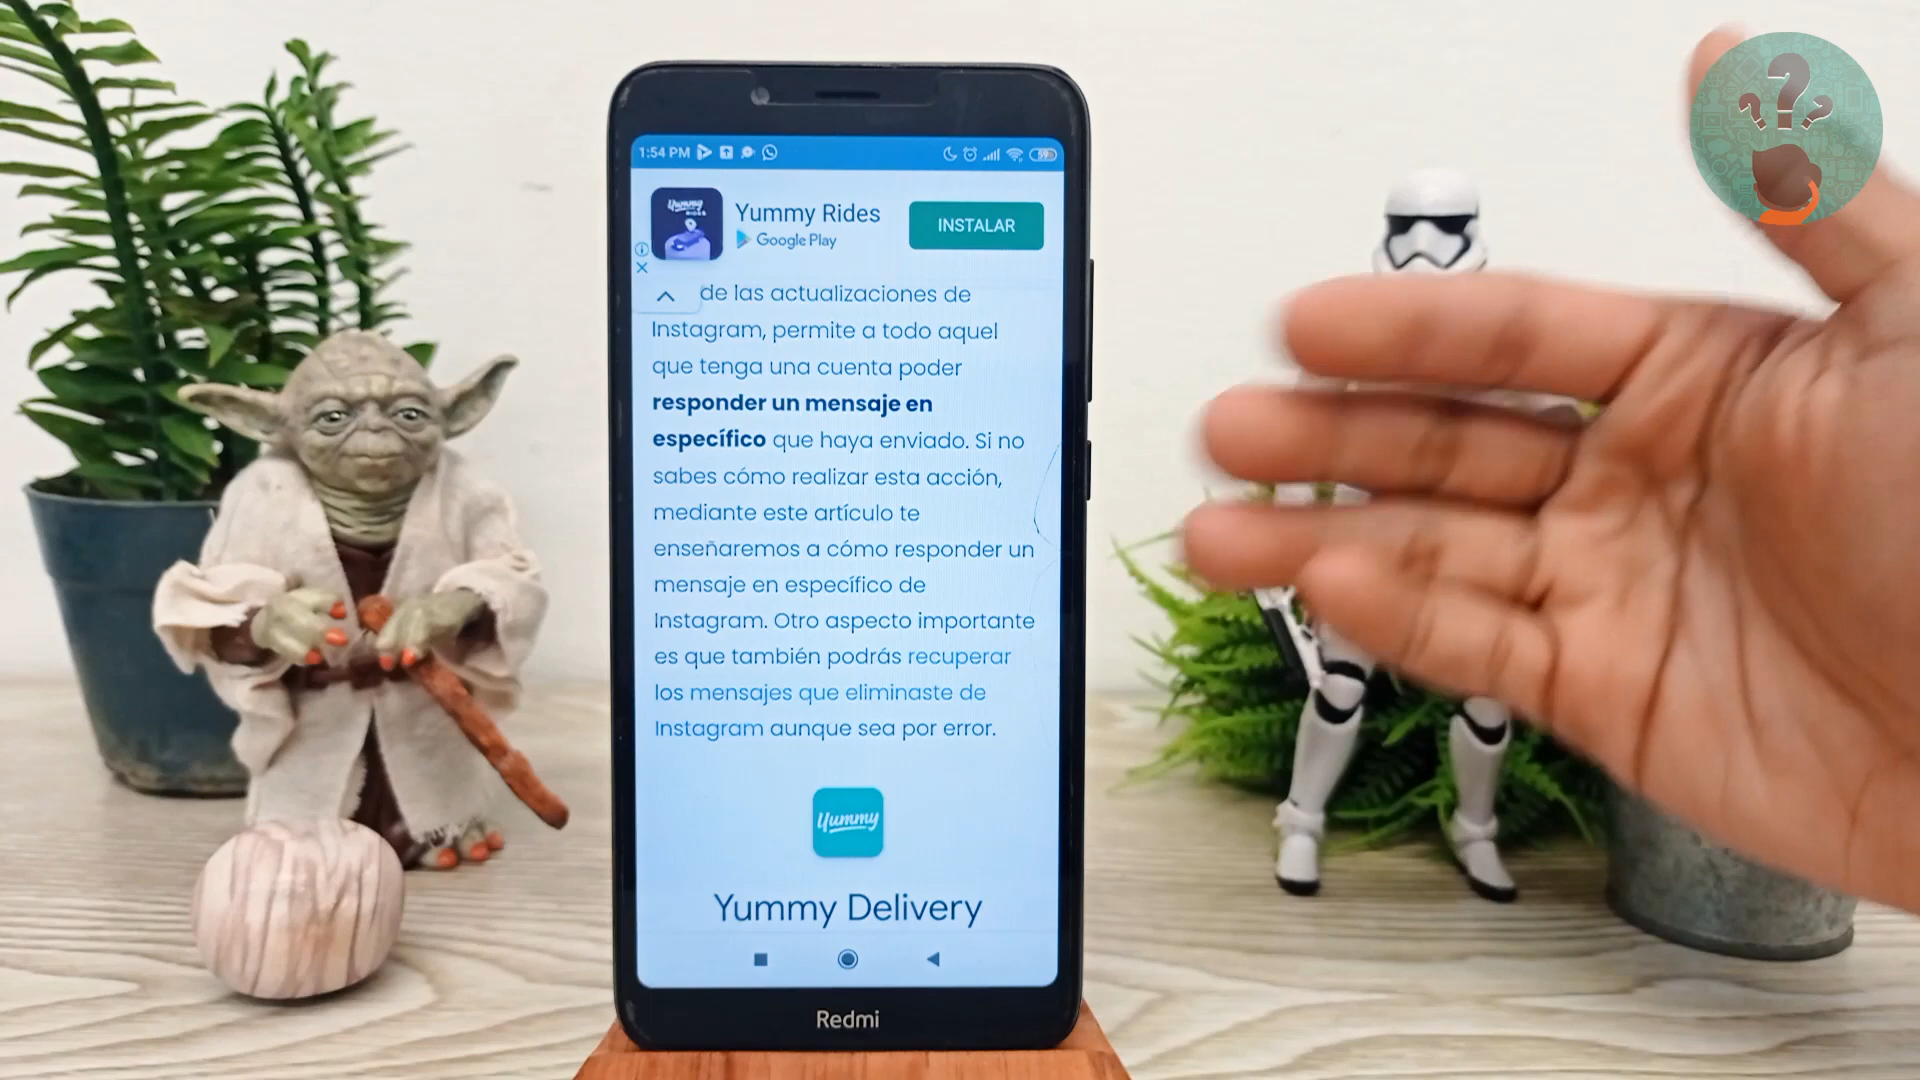 1:54 PM
59
Yummy
RIDES
Yummy Rides
Google Play
INSTALAR
de las actualizaciones de
Instagram, permite a todo aquel
que tenga una cuenta poder
responder un mensaje en
específico que haya enviado. Si no
sabes cómo realizar esta acción,
mediante este artículo te
enseñaremos a cómo responder un
mensaje en específico de
Instagram. Otro aspecto importante
es que también podrás recuperar
los mensajes que eliminaste de
Instagram aunque sea por error.
Yummy
Yummy Delivery
Redmi
???